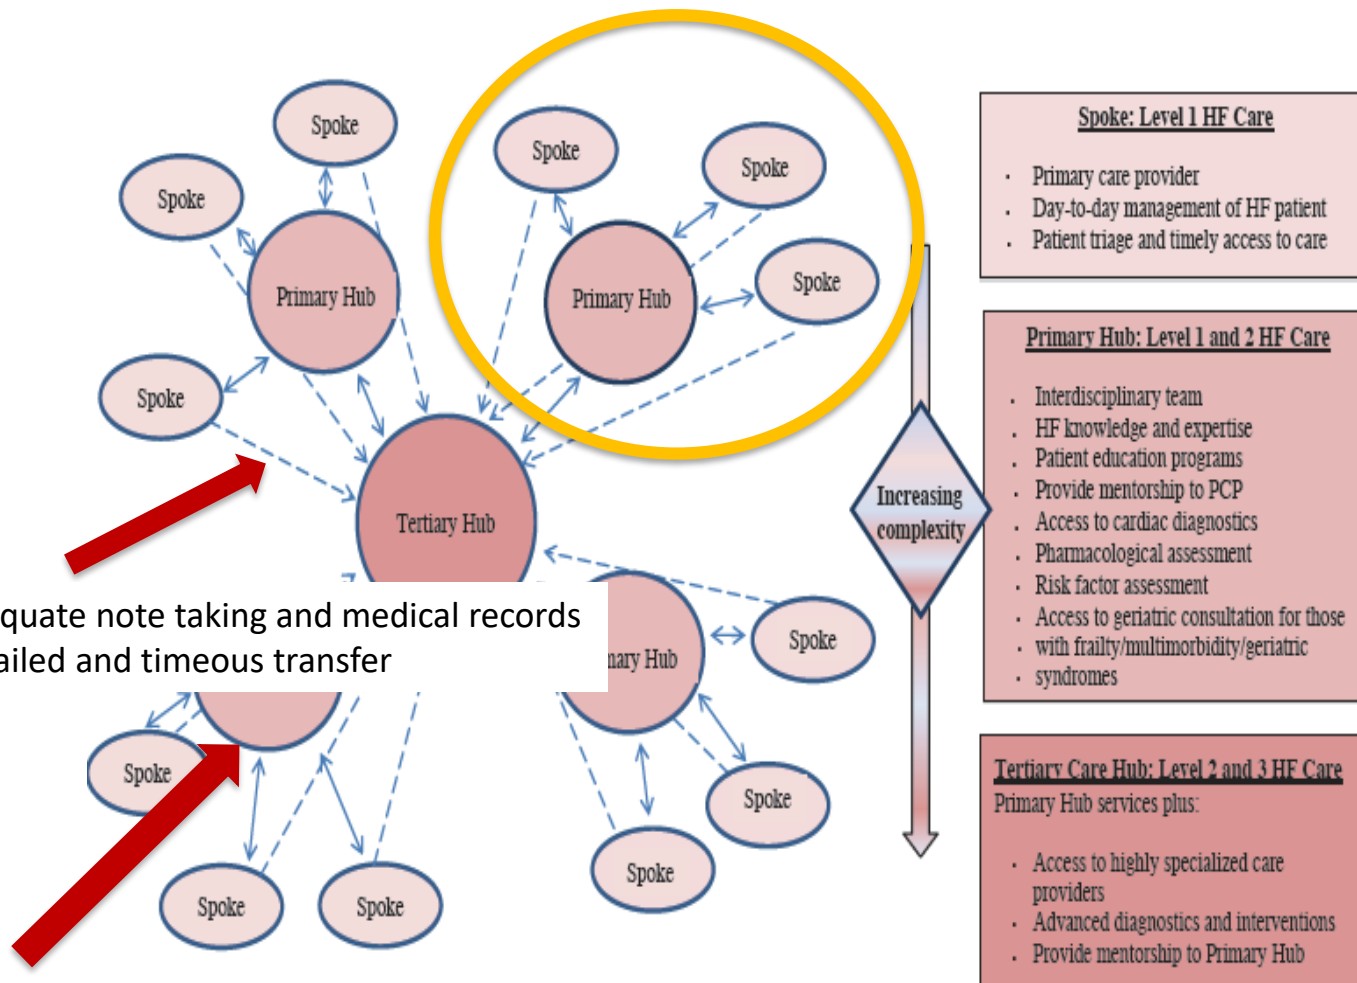 Spoke
Spoke
Spoke
Spoke
Spoke
Spoke
Primary Hub
Primary Hub
Spoke
Tertiary Hub
quate note taking and medical records
ailed and timeous transfer
mary Hub
Spoke
Spoke
Spoke
Spoke
Spoke
Spoke
Increasing
complexity
Spoke: Level 1 HF Care
· Primary care provider
· Day-to-day management of HF patient
· Patient triage and timely access to care
Primary Hub: Level 1 and 2 HF Care
· Interdisciplinary team
· HF knowledge and expertise
· Patient education programs
· Provide mentorship to PCP
· Access to cardiac diagnostics
· Pharmacological assessment
· Risk factor assessment
· Access to geriatric consultation for those
· with frailty/multimorbidity/geriatric
· syndromes
Tertiary Care Hub: Level 2 and 3 HF Care
Primary Hub services plus:
· Access to highly specialized care
providers
· Advanced diagnostics and interventions
· Provide mentorship to Primary Hub